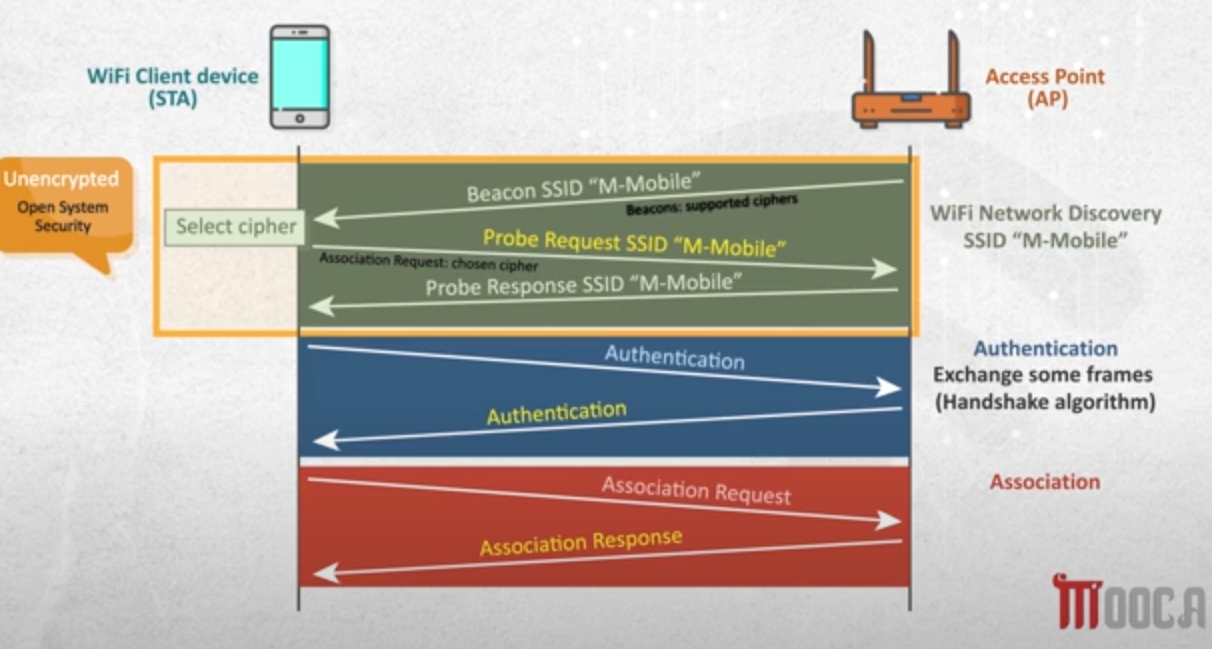 WiFi Client device
(STA)
Access Point
(AP)
Unencrypted
Open System
Security
Select cipher
Beacon SSID “M-Mobile”
Beacons: supported ciphers
Probe Request SSID “M-Mobile”
Association Request: chosen cipher
Probe Response SSID “M-Mobile”
WiFi Network Discovery
SSID “M-Mobile”
Authentication
Authentication
Authentication
Exchange some frames
(Handshake algorithm)
Association Request
Association Response
Association
MOOCA